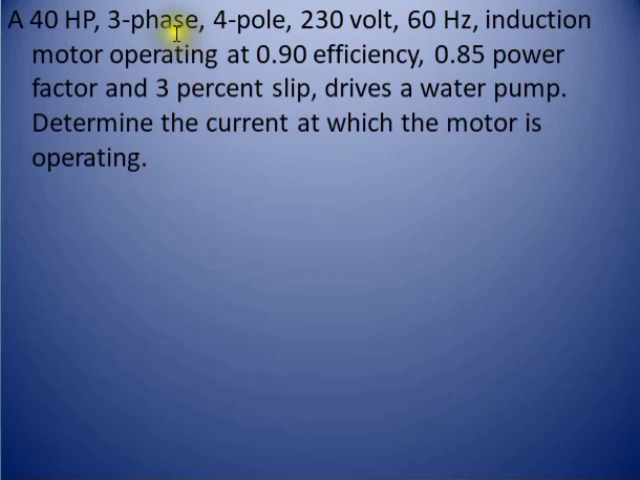 A 40 HP, 3-phase, 4-pole, 230 volt, 60 Hz, induction
motor operating at 0.90 efficiency, 0.85 power
factor and 3 percent slip, drives a water pump.
Determine the current at which the motor is
operating.